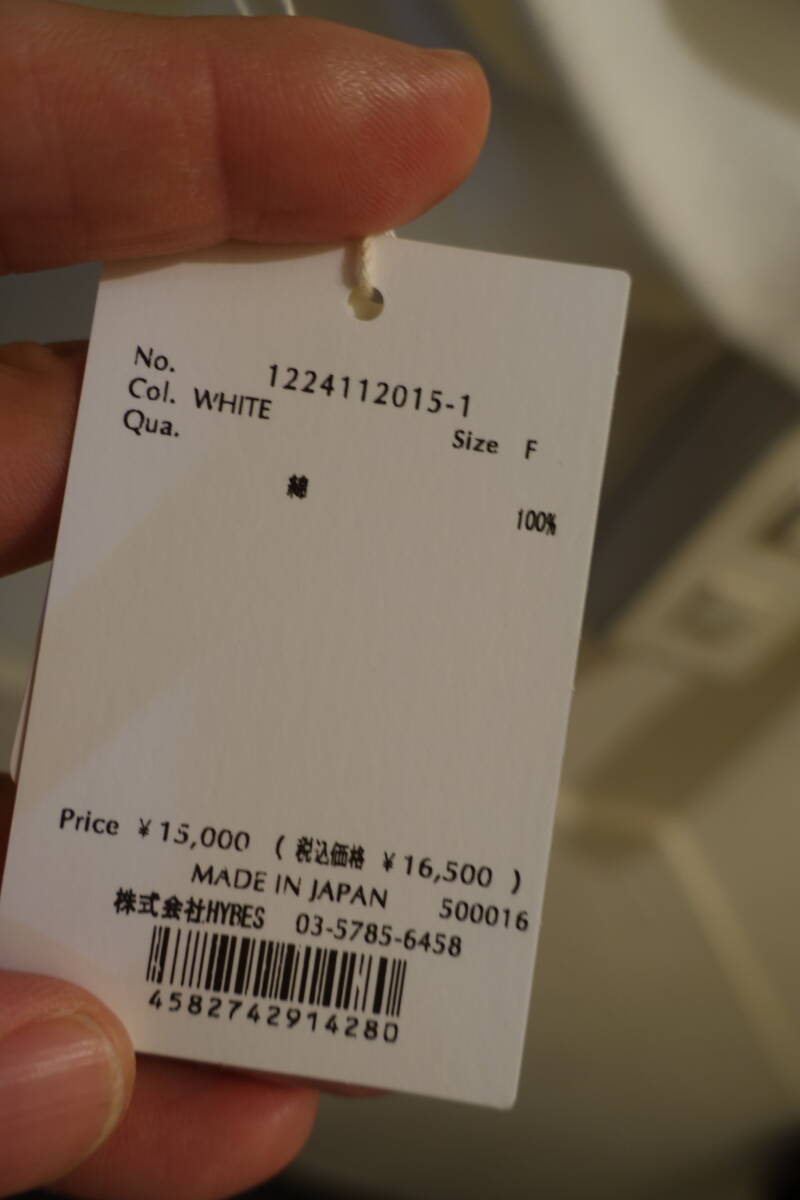 No. 1224112015-1
Col. WHITE
Size F
Qua.
綿 100%
Price ¥15,000 (税込価格 ¥16,500)
MADE IN JAPAN 500016
株式会社HYBES 03-5785-6458
4582742914280